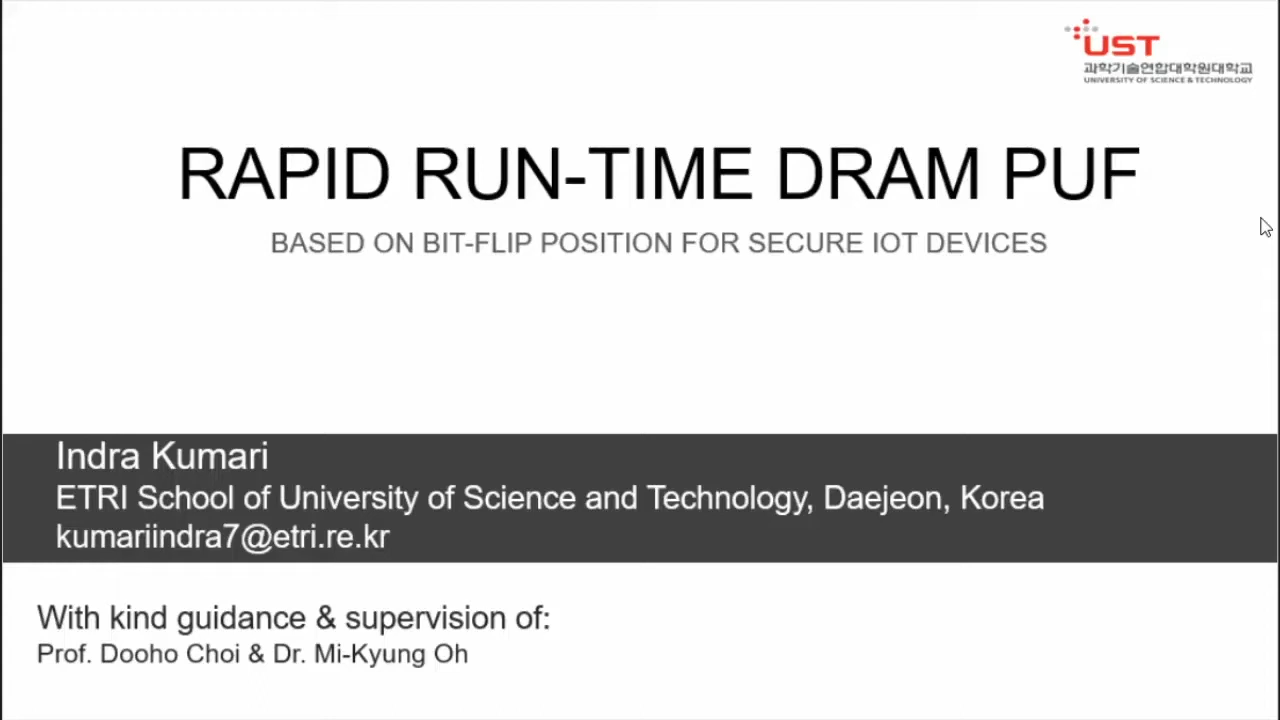 UST
과학기술연합대학원대학교
UNIVERSITY OF SCIENCE & TECHNOLOGY
RAPID RUN-TIME DRAM PUF
BASED ON BIT-FLIP POSITION FOR SECURE IOT DEVICES
Indra Kumari
ETRI School of University of Science and Technology, Daejeon, Korea
kumariindra7@etri.re.kr
With kind guidance & supervision of:
Prof. Dooho Choi & Dr. Mi-Kyung Oh